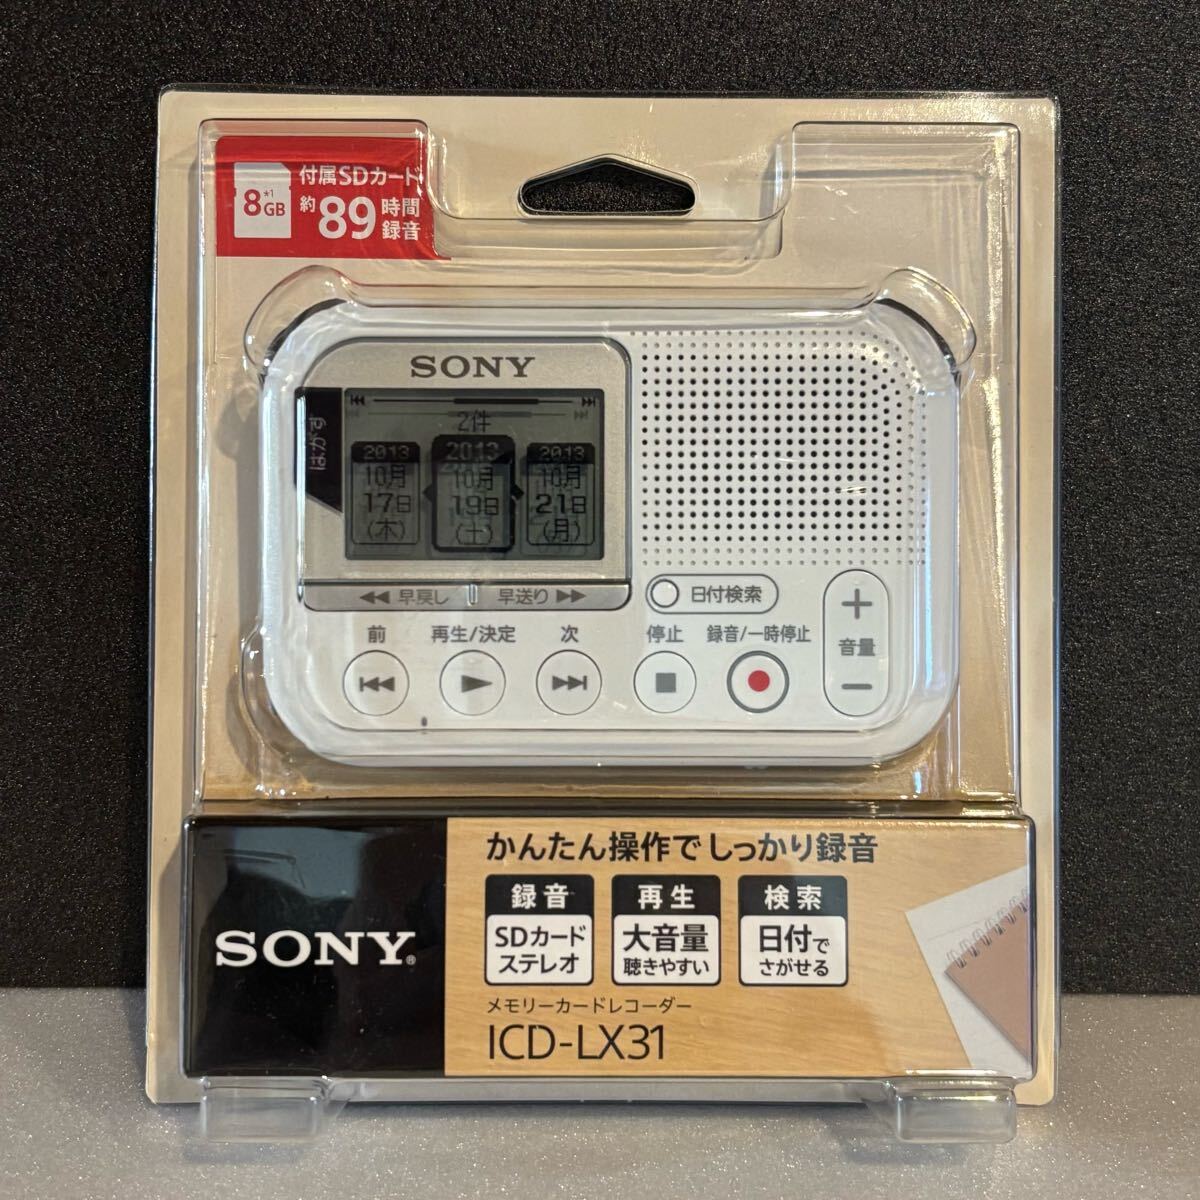 8*1
GB
付属SDカード
約89時間
録音
SONY
はがす
2件
2013
10月
17日
(木)
2013
10月
19日
(土)
2013
10月
21日
(月)
早戻し
早送り
日付検索
前
再生/決定
次
停止
録音/一時停止
+
音量
−
かんたん操作で しっかり録音
録音
SDカード
ステレオ
再生
大音量
聴きやすい
検索
日付で
さがせる
SONY®
メモリーカードレコーダー
ICD-LX31